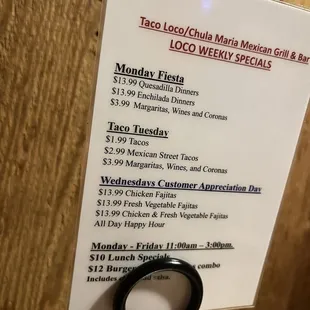 Taco Loco/Chula Maria Mexican Grill & Bar
LOCO WEEKLY SPECIALS
Monday Fiesta
$13.99 Quesadilla Dinners
$13.99 Enchilada Dinners
$3.99 Margaritas, Wines and Coronas
Taco Tuesday
$1.99 Tacos
$2.99 Mexican Street Tacos
$3.99 Margaritas, Wines, and Coronas
Wednesdays Customer Appreciation Day
$13.99 Chicken Fajitas
$13.99 Fresh Vegetable Fajitas
$13.99 Chicken & Fresh Vegetable Fajitas
All Day Happy Hour
Monday - Friday 11:00am – 3:00pm.
$10 Lunch Specials
$12 Burger combo
Includes value.